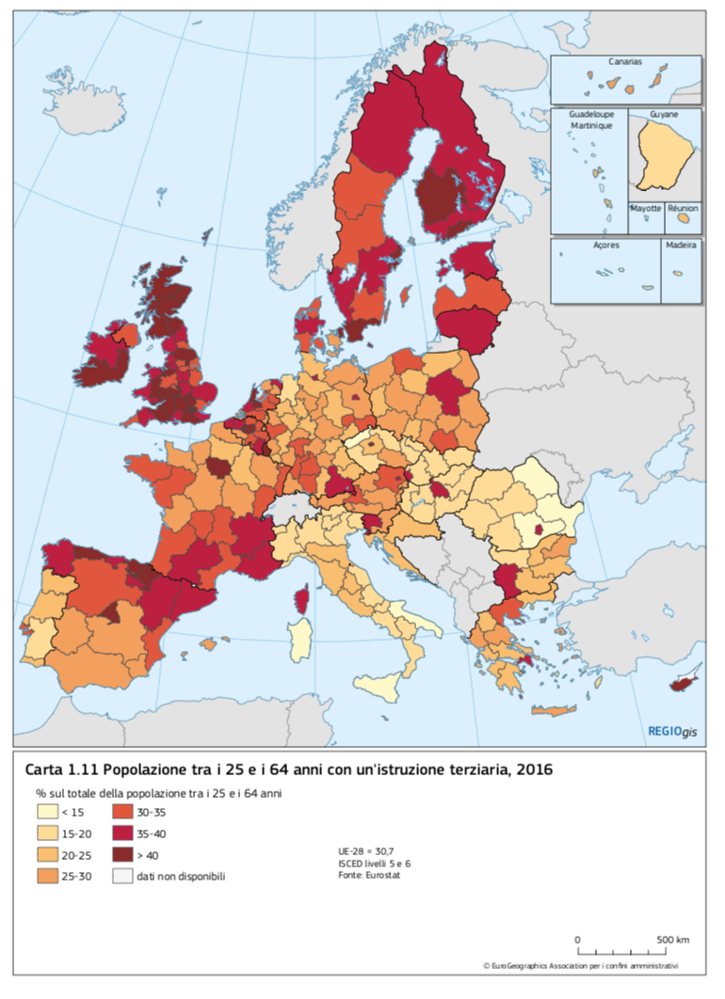 Canarias
Guadeloupe
Martinique
Guyane
Mayotte
Réunion
Açores
Madeira
REGIOgis
Carta 1.11 Popolazione tra i 25 e i 64 anni con un'istruzione terziaria, 2016
% sul totale della popolazione tra i 25 e i 64 anni
< 15
30-35
15-20
35-40
20-25
> 40
25-30
dati non disponibili
UE-28 = 30,7
ISCED livelli 5 e 6
Fonte: Eurostat
0 500 km
© EuroGeographics Association per i confini amministrativi